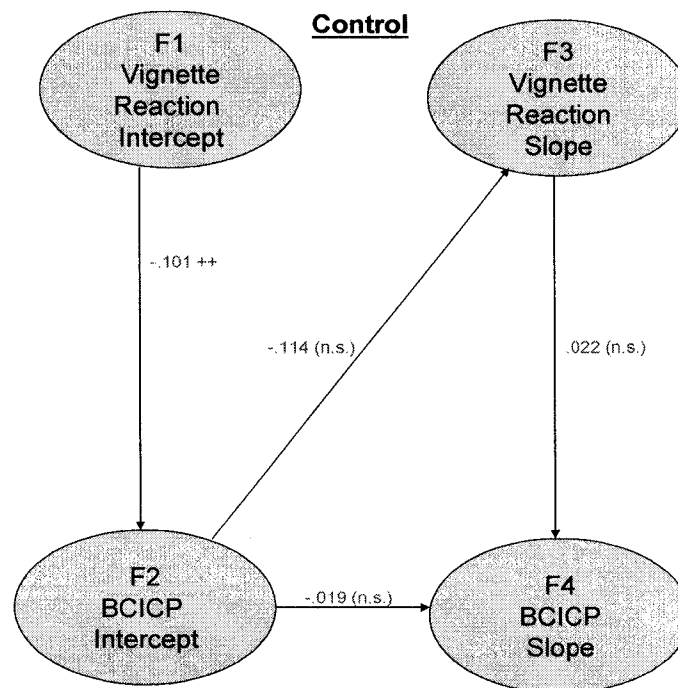 Control
F1
Vignette
Reaction
Intercept
F3
Vignette
Reaction
Slope
-.101 ++
-.114 (n.s.)
.022 (n.s.)
F2
BCICP
Intercept
-.019 (n.s.)
F4
BCICP
Slope